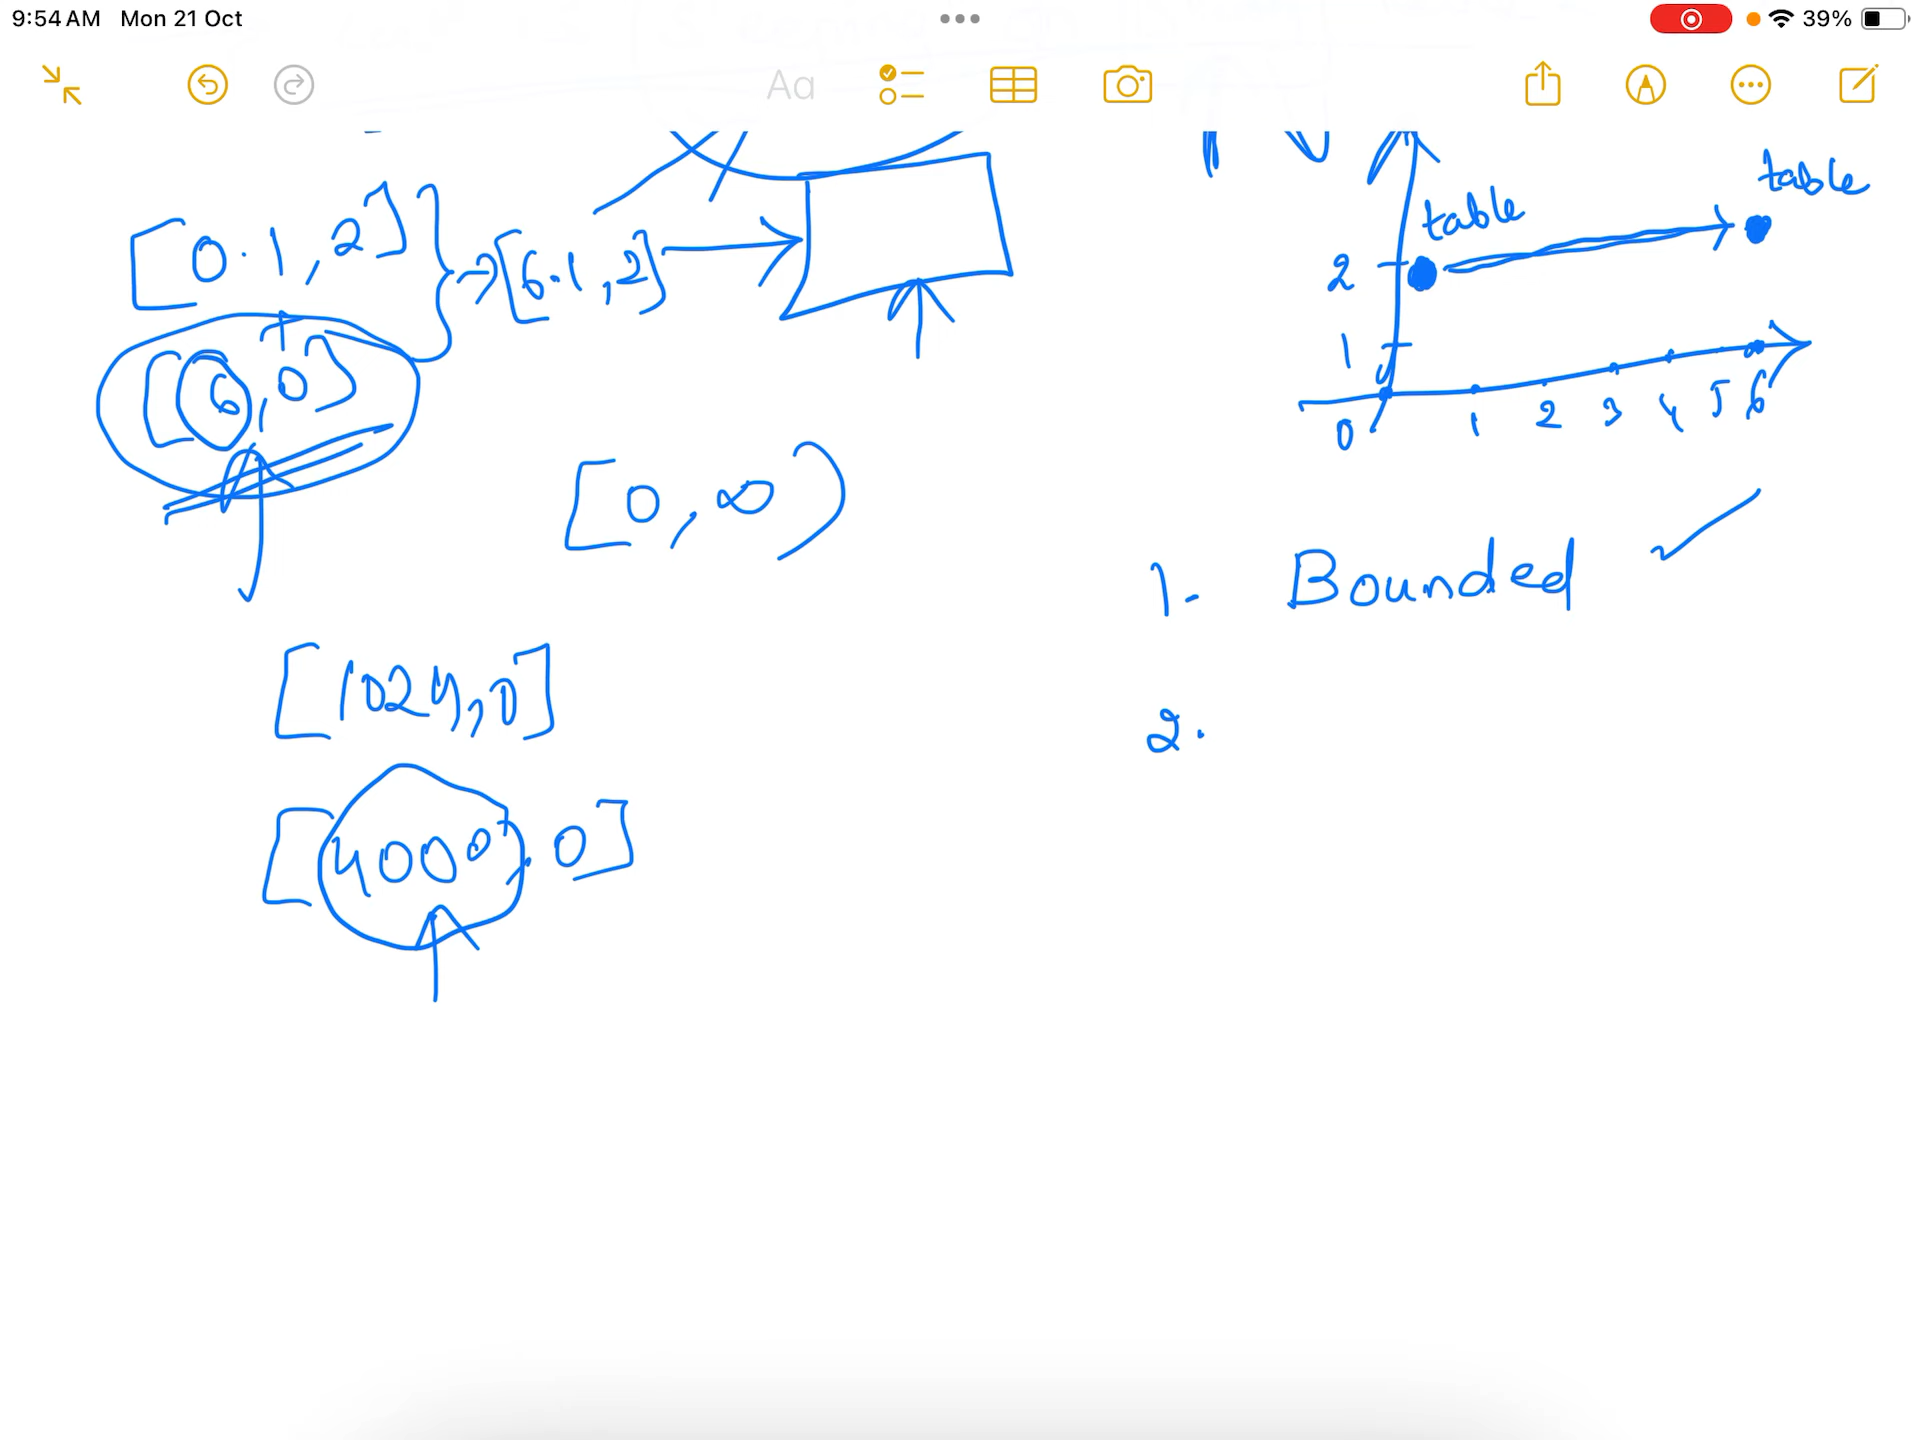 9:54 AM Mon 21 Oct
39%
Aa
[0.1, 2] } → [6.1, 2]
+
[6, 0]
table
table
2
1
0 1 2 3 4 5 6
[0, ∞)
1. Bounded ✓
[1024, 0]
2.
[4000, 0]